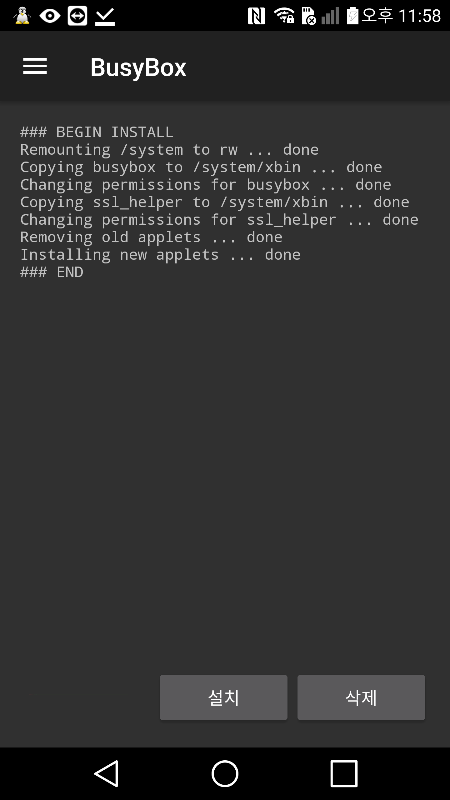 오후 11:58
BusyBox
### BEGIN INSTALL
Remounting /system to rw ... done
Copying busybox to /system/xbin ... done
Changing permissions for busybox ... done
Copying ssl_helper to /system/xbin ... done
Changing permissions for ssl_helper ... done
Removing old applets ... done
Installing new applets ... done
### END
설치 삭제